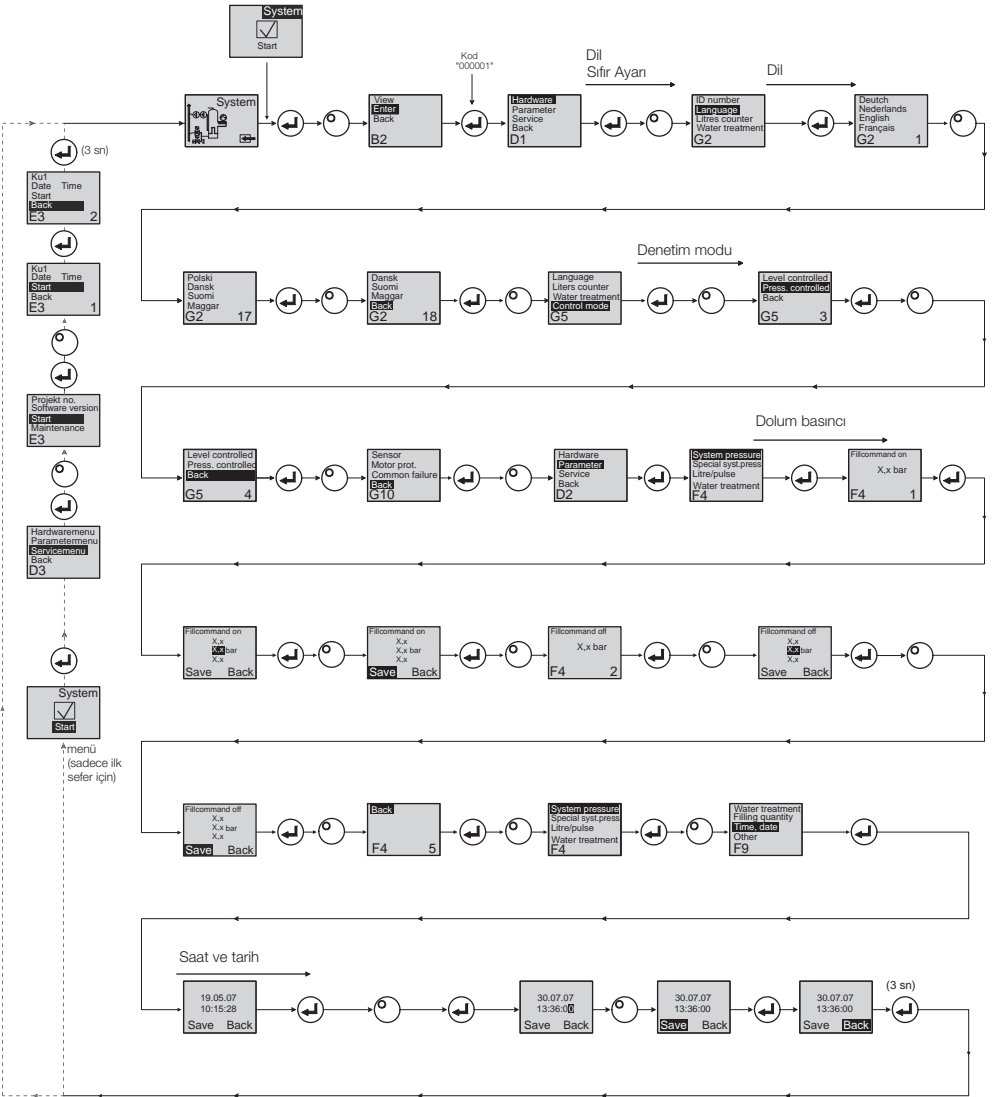 System
Start
Kod
"000001"
Dil
Sıfır Ayarı
Dil
System
View
Enter
Back
B2
Hardware
Parameter
Service
Back
D1
ID number
Language
Litres counter
Water treatment
G2
Deutch
Nederlands
English
Français
G2 1
(3 sn)
Ku1
Date Time
Start
Back
E3 2
Ku1
Date Time
Start
Back
E3 1
Projekt no.
Software version
Start
Maintenance
E3
Hardwaremenu
Parametermenu
Servicemenu
Back
D3
System
Start
menü
(sadece ilk
sefer için)
Polski
Dansk
Suomi
Maggar
G2 17
Dansk
Suomi
Maggar
Back
G2 18
Language
Liters counter
Water treatment
Control mode
G5
Denetim modu
Level controlled
Press. controlled
Back
G5 3
Level controlled
Press. controlled
Back
G5 4
Sensor
Motor prot.
Common failure
Back
G10
Hardware
Parameter
Service
Back
D2
Dolum basıncı
System pressure
Special syst.press
Litre/pulse
Water treatment
F4
Fillcommand on
X,x bar
F4 1
Fillcommand on
X,x
X,x bar
X,x
Save Back
Fillcommand on
X,x
X,x bar
X,x
Save Back
Fillcommand off
X,x bar
F4 2
Fillcommand off
X,x
X,x bar
X,x
Save Back
Fillcommand off
X,x
X,x bar
X,x
Save Back
Back
F4 5
System pressure
Special syst.press
Litre/pulse
Water treatment
F4
Water treatment
Filling quantity
Time, date
Other
F9
Saat ve tarih
19.05.07
10:15:28
Save Back
30.07.07
13:36:00
Save Back
30.07.07
13:36:00
Save Back
30.07.07
13:36:00
Save Back
(3 sn)